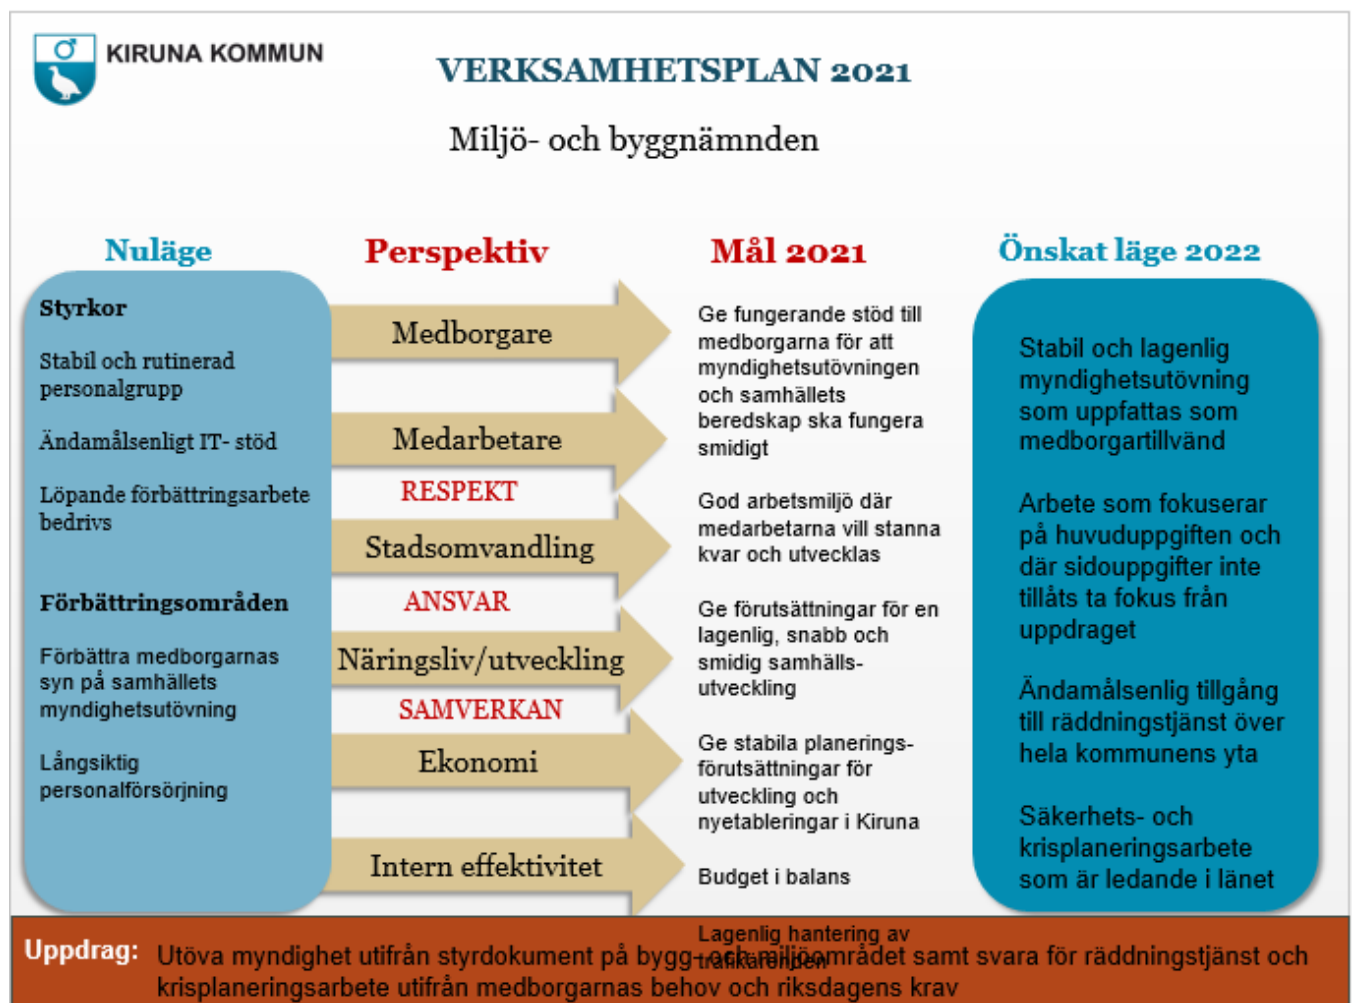 KIRUNA KOMMUN
VERKSAMHETSPLAN 2021
Miljö- och byggnämnden
Nuläge
Styrkor
Stabil och rutinerad
personalgrupp
Ändamålsenligt IT- stöd
Löpande förbättringsarbete
bedrivs
Förbättringsområden
Förbättra medborgarnas
syn på samhällets
myndighetsutövning
Långsiktig
personalförsörjning
Perspektiv
Medborgare
Medarbetare
RESPEKT
Stadsomvandling
ANSVAR
Näringsliv/utveckling
SAMVERKAN
Ekonomi
Intern effektivitet
Mål 2021
Ge fungerande stöd till
medborgarna för att
myndighetsutövningen
och samhällets
beredskap ska fungera
smidigt
God arbetsmiljö där
medarbetarna vill stanna
kvar och utvecklas
Ge förutsättningar för en
lagenlig, snabb och
smidig samhälls-
utveckling
Ge stabila planerings-
förutsättningar för
utveckling och
nyetableringar i Kiruna
Budget i balans
Lagenlig hantering av
trafikärenden
Önskat läge 2022
Stabil och lagenlig
myndighetsutövning
som uppfattas som
medborgartillvänd
Arbete som fokuserar
på huvuduppgiften och
där sidouppgifter inte
tillåts ta fokus från
uppdraget
Ändamålsenlig tillgång
till räddningstjänst över
hela kommunens yta
Säkerhets- och
krisplaneringsarbete
som är ledande i länet
Uppdrag: Utöva myndighet utifrån styrdokument på bygg- och miljöområdet samt svara för räddningstjänst och
krisplaneringsarbete utifrån medborgarnas behov och riksdagens krav